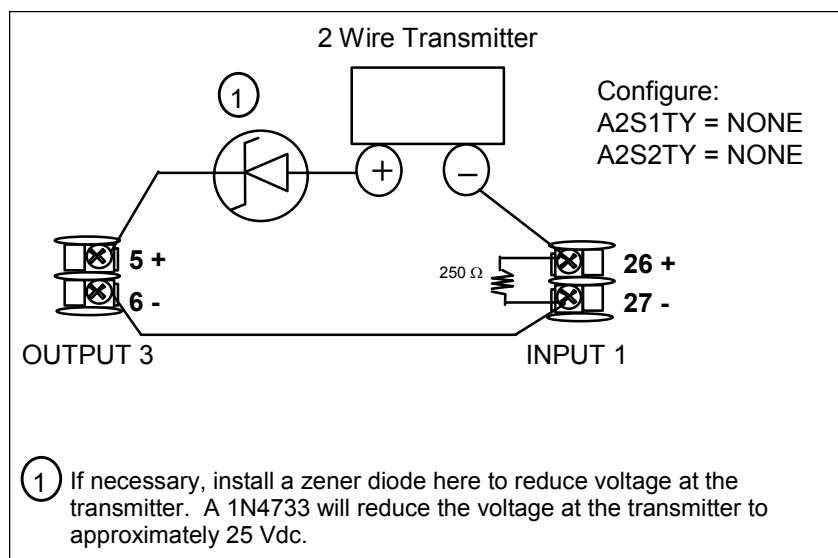 2 Wire Transmitter
1
Configure:
A2S1TY = NONE
A2S2TY = NONE
+
–
5 +
6 -
250 Ω
26 +
27 -
OUTPUT 3
INPUT 1
1 If necessary, install a zener diode here to reduce voltage at the
transmitter. A 1N4733 will reduce the voltage at the transmitter to
approximately 25 Vdc.